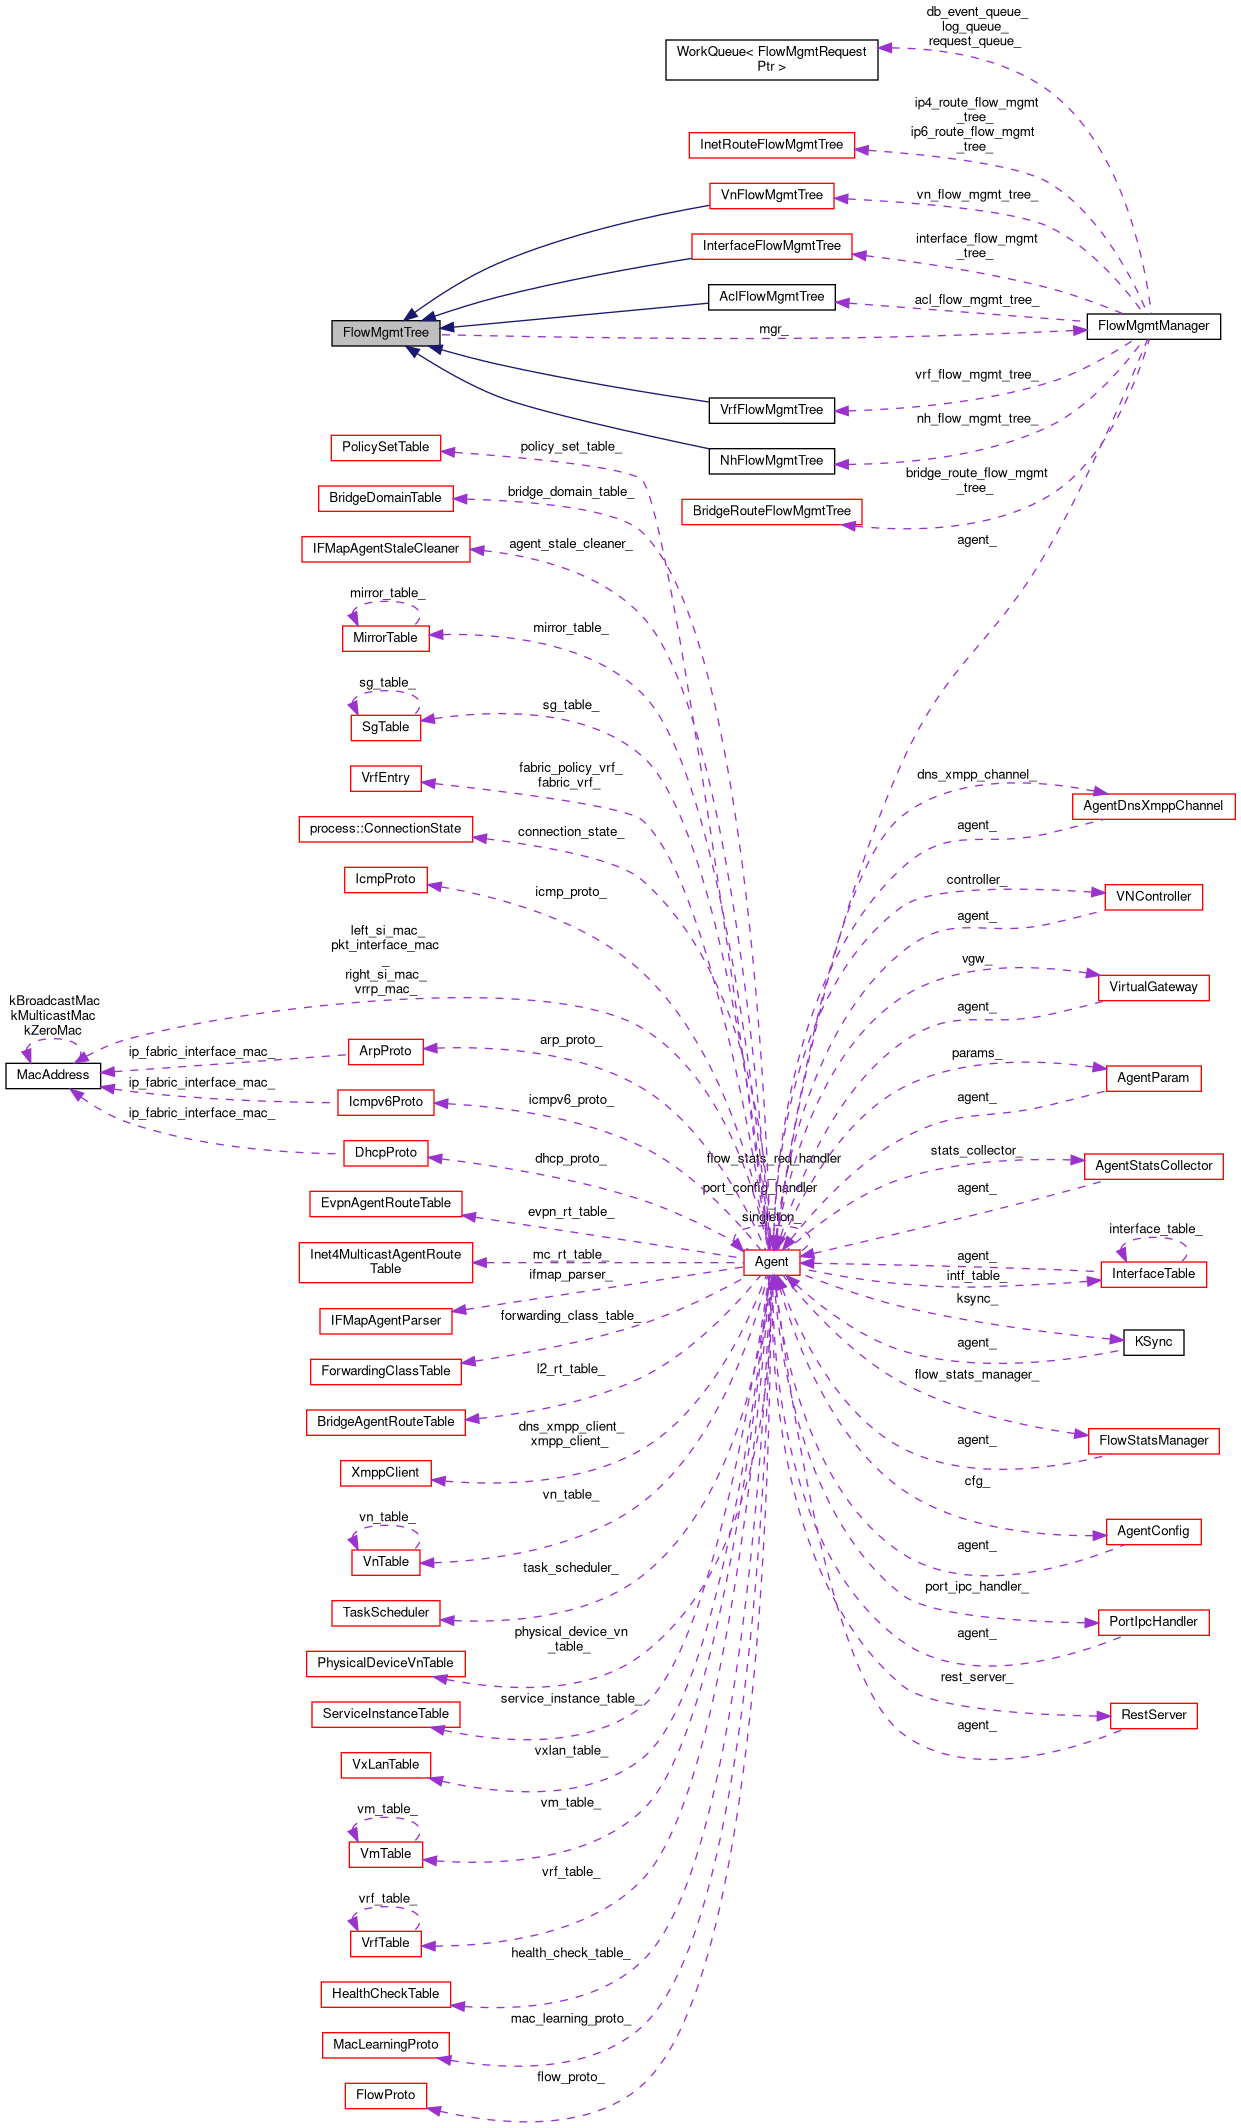 db_event_queue_
log_queue_
request_queue_
WorkQueue< FlowMgmtRequest
Ptr >
ip4_route_flow_mgmt
_tree_
ip6_route_flow_mgmt
_tree_
InetRouteFlowMgmtTree
VnFlowMgmtTree
vn_flow_mgmt_tree_
InterfaceFlowMgmtTree
interface_flow_mgmt
_tree_
AclFlowMgmtTree
acl_flow_mgmt_tree_
FlowMgmtTree
mgr_
FlowMgmtManager
vrf_flow_mgmt_tree_
VrfFlowMgmtTree
nh_flow_mgmt_tree_
NhFlowMgmtTree
PolicySetTable
policy_set_table_
bridge_route_flow_mgmt
_tree_
BridgeRouteFlowMgmtTree
BridgeDomainTable
bridge_domain_table_
agent_
IFMapAgentStaleCleaner
agent_stale_cleaner_
mirror_table_
MirrorTable
mirror_table_
sg_table_
SgTable
sg_table_
VrfEntry
fabric_policy_vrf_
fabric_vrf_
dns_xmpp_channel_
AgentDnsXmppChannel
agent_
process::ConnectionState
connection_state_
IcmpProto
icmp_proto_
controller_
VNController
agent_
left_si_mac_
pkt_interface_mac
_
right_si_mac_
vrrp_mac_
vgw_
VirtualGateway
agent_
kBroadcastMac
kMulticastMac
kZeroMac
MacAddress
ip_fabric_interface_mac_
ArpProto
arp_proto_
params_
AgentParam
agent_
ip_fabric_interface_mac_
Icmpv6Proto
icmpv6_proto_
ip_fabric_interface_mac_
DhcpProto
dhcp_proto_
flow_stats_req_handler
_
port_config_handler
_
singleton_
stats_collector_
AgentStatsCollector
agent_
EvpnAgentRouteTable
evpn_rt_table_
Inet4MulticastAgentRoute
Table
mc_rt_table_
Agent
agent_
intf_table_
interface_table_
InterfaceTable
IFMapAgentParser
ifmap_parser_
ksync_
KSync
agent_
ForwardingClassTable
forwarding_class_table_
flow_stats_manager_
FlowStatsManager
agent_
BridgeAgentRouteTable
l2_rt_table_
XmppClient
dns_xmpp_client_
xmpp_client_
cfg_
AgentConfig
agent_
vn_table_
VnTable
vn_table_
TaskScheduler
task_scheduler_
port_ipc_handler_
PortIpcHandler
agent_
PhysicalDeviceVnTable
physical_device_vn
_table_
rest_server_
RestServer
agent_
ServiceInstanceTable
service_instance_table_
VxLanTable
vxlan_table_
vm_table_
VmTable
vm_table_
vrf_table_
VrfTable
vrf_table_
HealthCheckTable
health_check_table_
MacLearningProto
mac_learning_proto_
FlowProto
flow_proto_